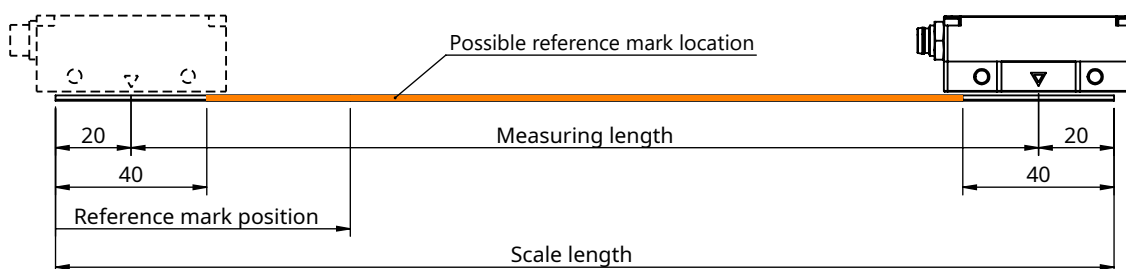 Possible reference mark location
20
Measuring length
20
40
40
Reference mark position
Scale length